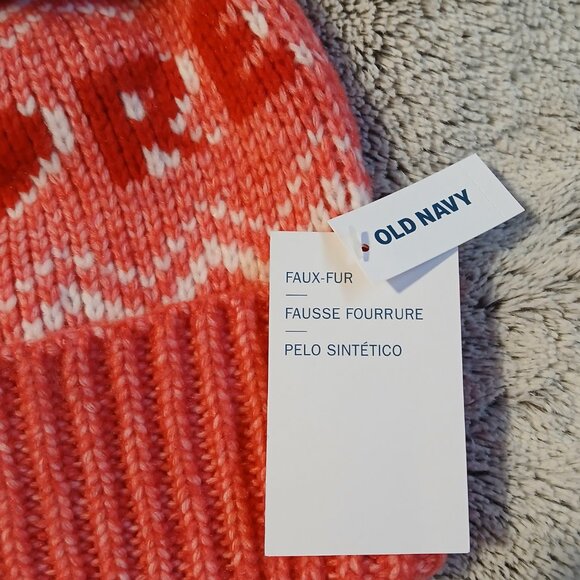 OLD NAVY
FAUX-FUR
FAUSSE FOURRURE
PELO SINTÉTICO